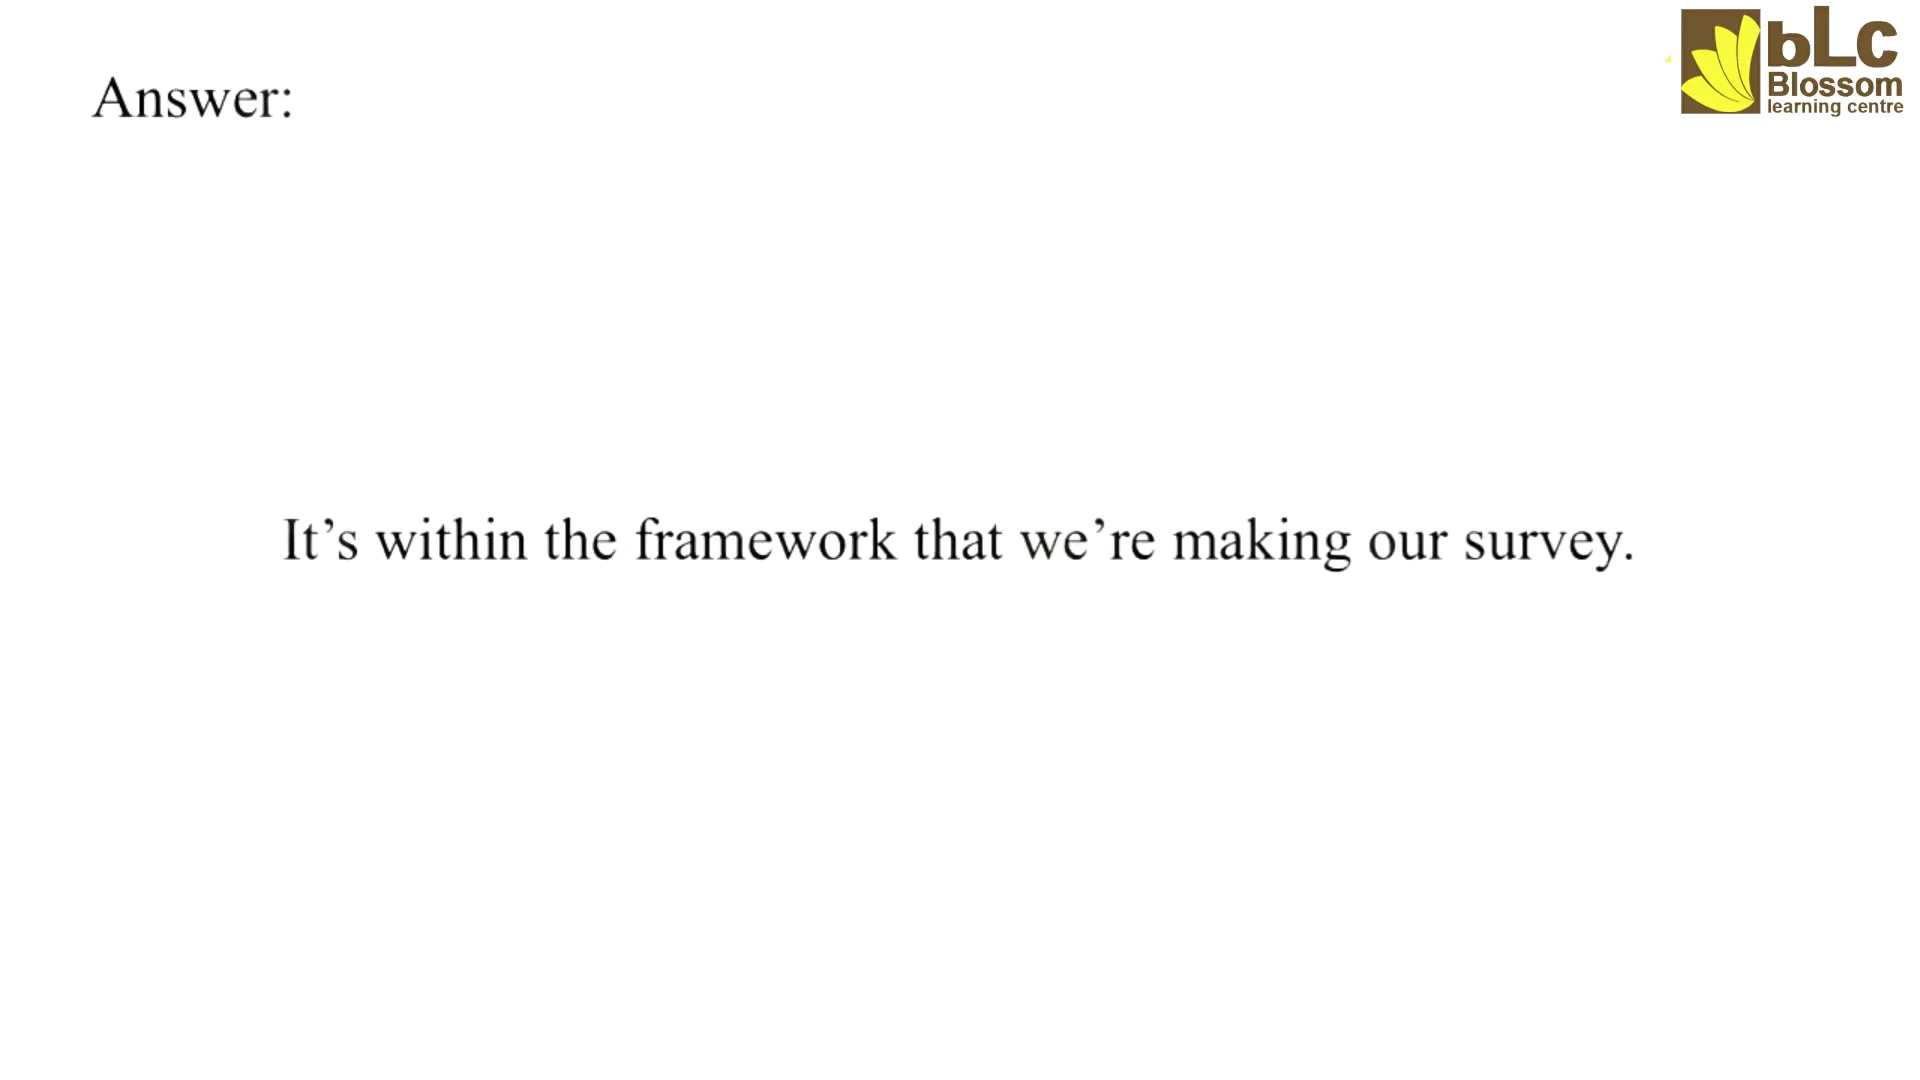 bLc
Blossom
learning centre
Answer:
It’s within the framework that we’re making our survey.